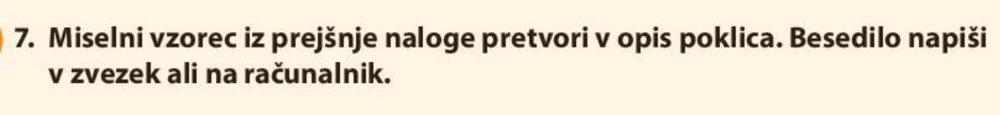 7. Miselni vzorec iz prejšnje naloge pretvori v opis poklica. Besedilo napiši
v zvezek ali na računalnik.